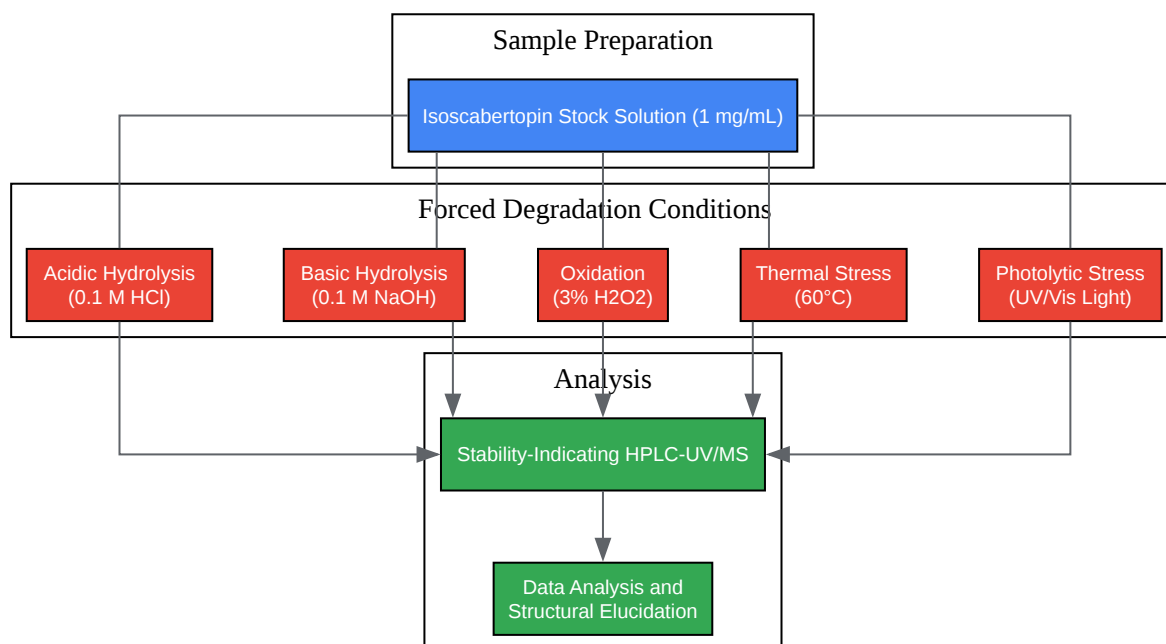 Sample Preparation
Isoscabertopin Stock Solution (1 mg/mL)
Forced Degradation Conditions
Acidic Hydrolysis
(0.1 M HCl)
Basic Hydrolysis
(0.1 M NaOH)
Oxidation
(3% H2O2)
Thermal Stress
(60°C)
Photolytic Stress
(UV/Vis Light)
Analysis
Stability-Indicating HPLC-UV/MS
Data Analysis and
Structural Elucidation